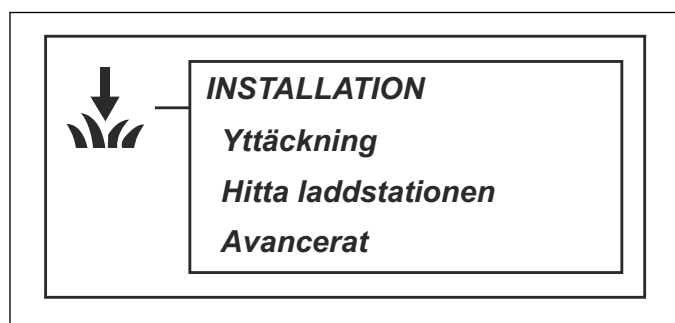 INSTALLATION
Yttäckning
Hitta laddstationen
Avancerat